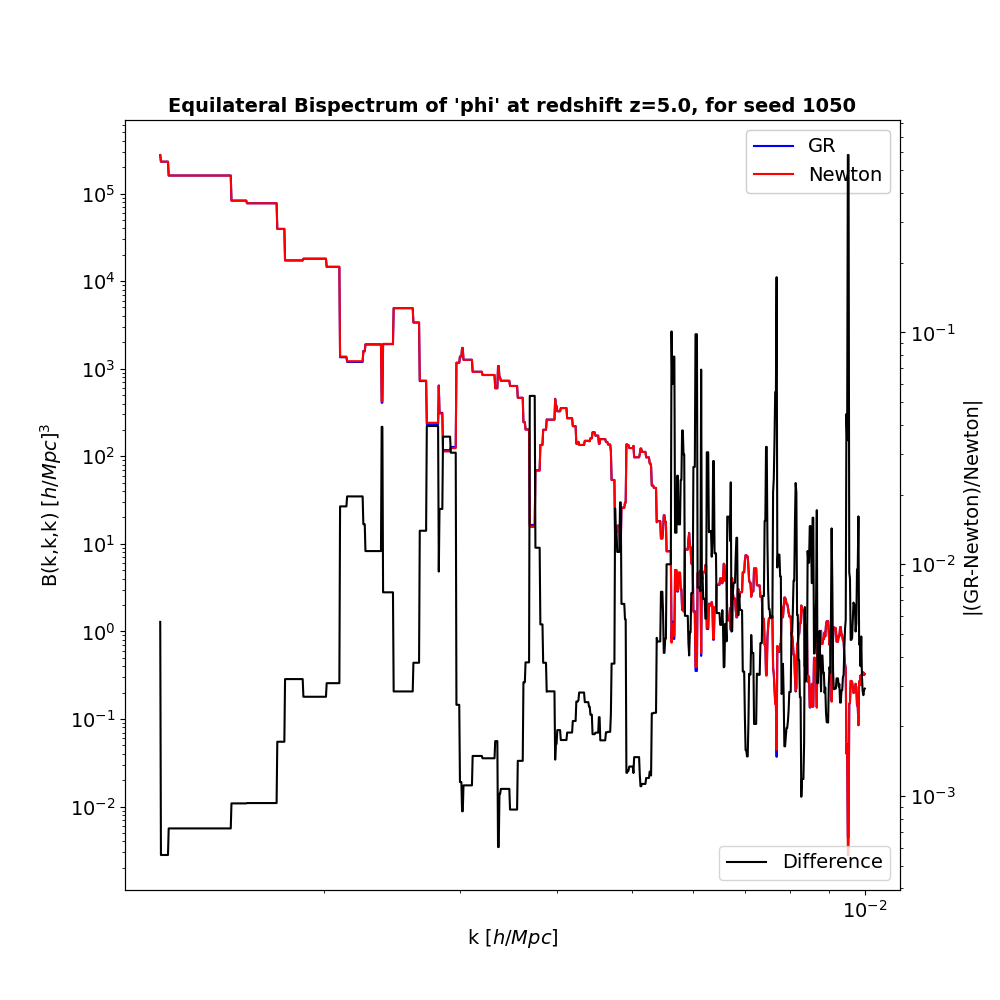 Equilateral Bispectrum of 'phi' at redshift z=5.0, for seed 1050
GR
Newton
10^5
10^4
10^3
10^2
10^1
10^0
10^−1
10^−2
B(k,k,k) [h/Mpc]^3
10^−1
10^−2
10^−3
|(GR-Newton)/Newton|
Difference
10^−2
k [h/Mpc]